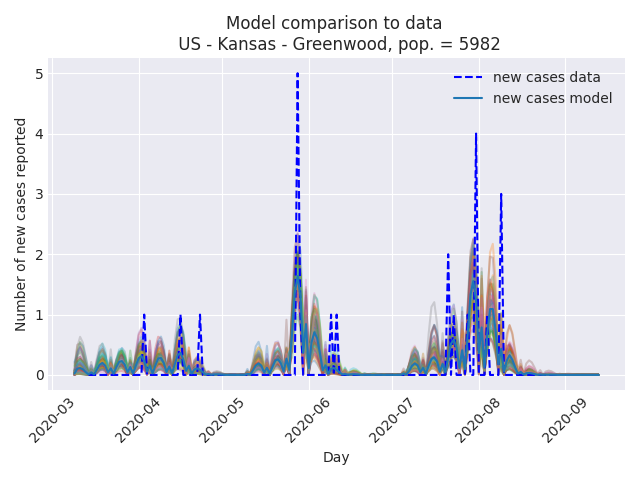 Model comparison to data
US - Kansas - Greenwood, pop. = 5982
new cases data
new cases model
Number of new cases reported
5
4
3
2
1
0
2020-03
2020-04
2020-05
2020-06
2020-07
2020-08
2020-09
Day